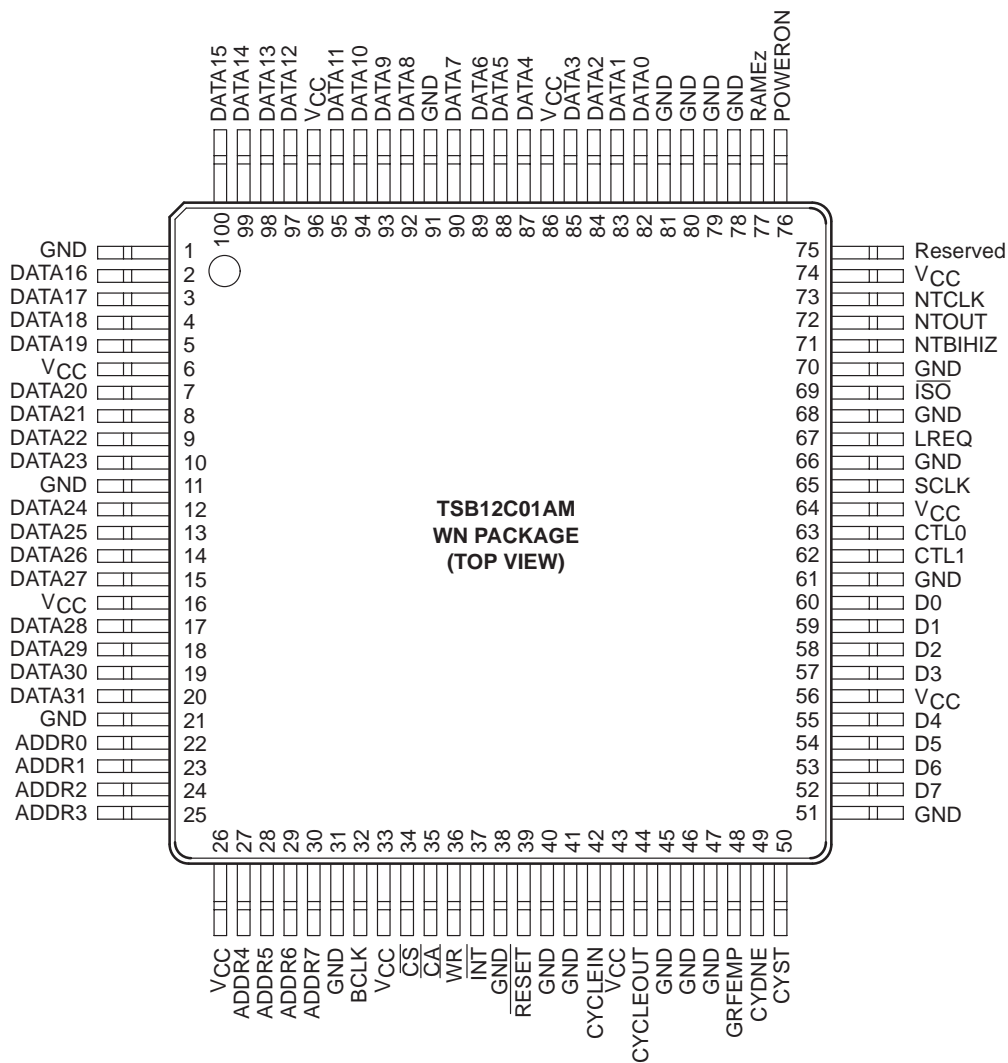 DATA15
DATA14
DATA13
DATA12
VCC
DATA11
DATA10
DATA9
DATA8
GND
DATA7
DATA6
DATA5
DATA4
VCC
DATA3
DATA2
DATA1
DATA0
GND
GND
GND
GND
RAMEz
POWERON
100 99 98 97 96 95 94 93 92 91 90 89 88 87 86 85 84 83 82 81 80 79 78 77 76
GND 1
DATA16 2
DATA17 3
DATA18 4
DATA19 5
VCC 6
DATA20 7
DATA21 8
DATA22 9
DATA23 10
GND 11
DATA24 12
DATA25 13
DATA26 14
DATA27 15
VCC 16
DATA28 17
DATA29 18
DATA30 19
DATA31 20
GND 21
ADDR0 22
ADDR1 23
ADDR2 24
ADDR3 25
TSB12C01AM
WN PACKAGE
(TOP VIEW)
75 Reserved
74 VCC
73 NTCLK
72 NTOUT
71 NTBIHIZ
70 GND
69 ISO
68 GND
67 LREQ
66 GND
65 SCLK
64 VCC
63 CTL0
62 CTL1
61 GND
60 D0
59 D1
58 D2
57 D3
56 VCC
55 D4
54 D5
53 D6
52 D7
51 GND
26 27 28 29 30 31 32 33 34 35 36 37 38 39 40 41 42 43 44 45 46 47 48 49 50
VCC
ADDR4
ADDR5
ADDR6
ADDR7
GND
BCLK
VCC
CS
CA
WR
INT
GND
RESET
GND
GND
CYCLEIN
VCC
CYCLEOUT
GND
GND
GND
GRFEMP
CYDNE
CYST